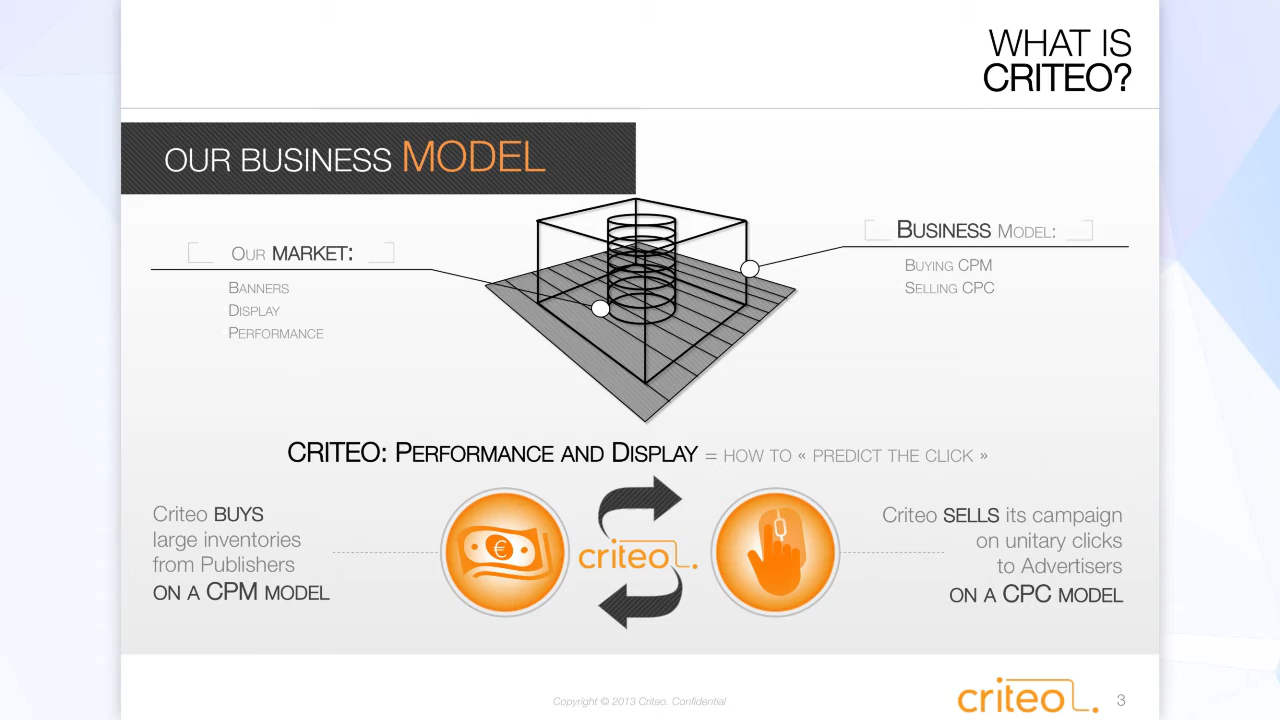 WHAT IS
CRITEO?
OUR BUSINESS MODEL
OUR MARKET:
BANNERS
DISPLAY
PERFORMANCE
BUSINESS MODEL:
BUYING CPM
SELLING CPC
CRITEO: PERFORMANCE AND DISPLAY = HOW TO « PREDICT THE CLICK »
Criteo BUYS
large inventories
from Publishers
ON A CPM MODEL
€
criteo
Criteo SELLS its campaign
on unitary clicks
to Advertisers
ON A CPC MODEL
Copyright © 2013 Criteo. Confidential
criteo
3